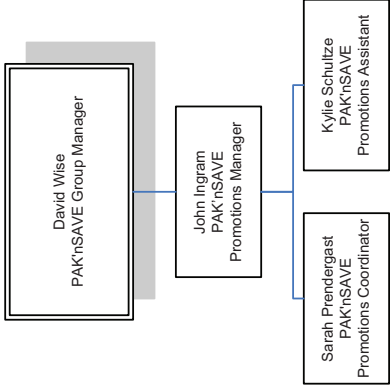 David Wise
PAK'nSAVE Group Manager
John Ingram
PAK'nSAVE
Promotions Manager
Sarah Prendergast
PAK'nSAVE
Promotions Coordinator
Kylie Schultze
PAK'nSAVE
Promotions Assistant